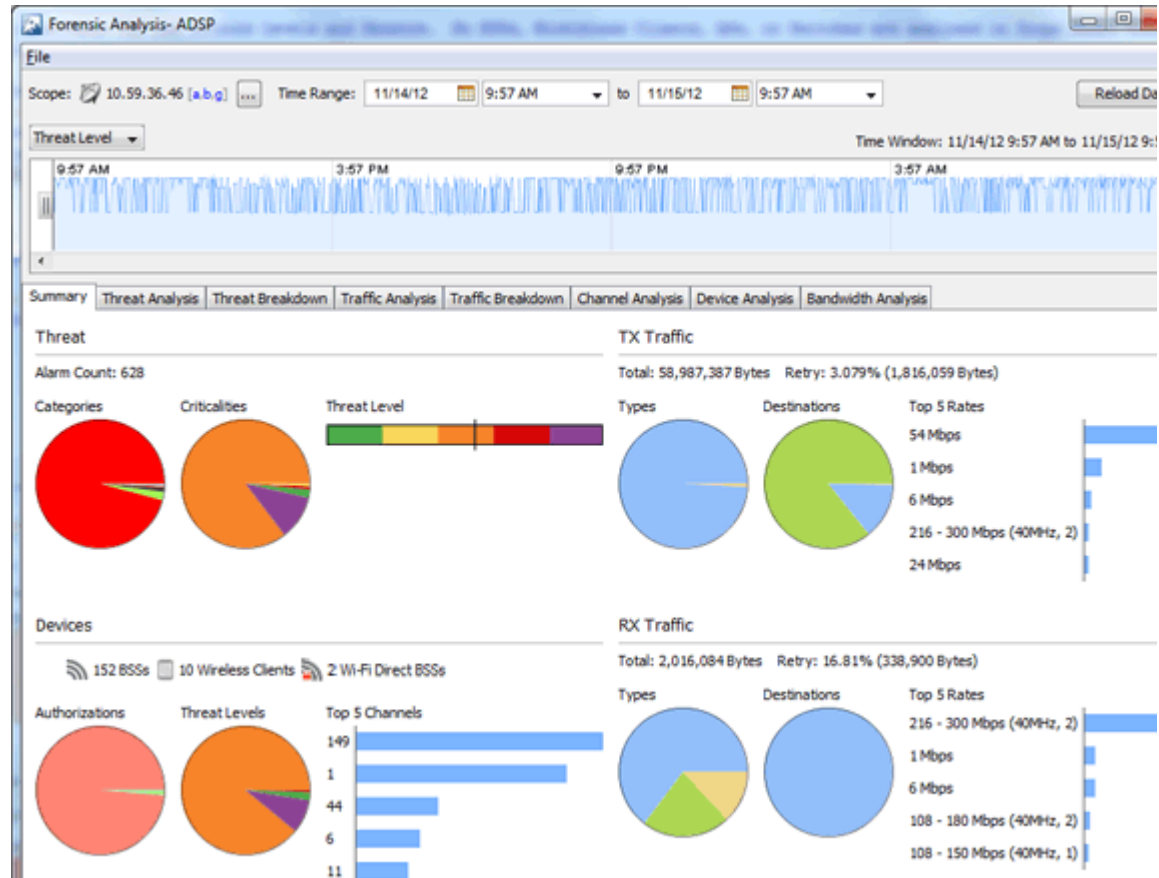 Forensic Analysis- ADSP
File
Scope: 10.59.36.46 [a,b,g] ... Time Range: 11/14/12 9:57 AM to 11/15/12 9:57 AM Reload Da
Threat Level Time Window: 11/14/12 9:57 AM to 11/15/12 9:5
9:57 AM 3:57 PM 9:57 PM 3:57 AM
Summary Threat Analysis Threat Breakdown Traffic Analysis Traffic Breakdown Channel Analysis Device Analysis Bandwidth Analysis
Threat
Alarm Count: 628
Categories Criticalities Threat Level
TX Traffic
Total: 58,987,387 Bytes Retry: 3.079% (1,816,059 Bytes)
Types Destinations Top 5 Rates
54 Mbps
1 Mbps
6 Mbps
216 - 300 Mbps (40MHz, 2)
24 Mbps
Devices
152 BSSs 10 Wireless Clients 2 Wi-Fi Direct BSSs
Authorizations Threat Levels Top 5 Channels
149
1
44
6
11
RX Traffic
Total: 2,016,084 Bytes Retry: 16.81% (338,900 Bytes)
Types Destinations Top 5 Rates
216 - 300 Mbps (40MHz, 2)
1 Mbps
6 Mbps
108 - 180 Mbps (40MHz, 2)
108 - 150 Mbps (40MHz, 1)